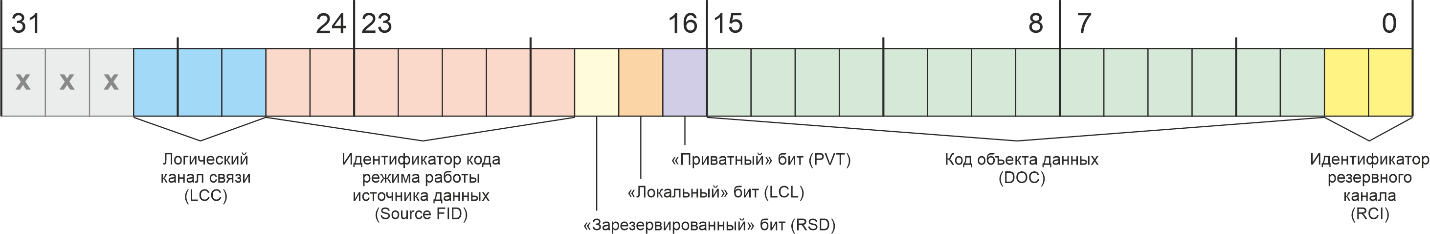 31 24 23 16 15 8 7 0
x x x
Логический
канал связи
(LCC)
Идентификатор кода
режима работы
источника данных
(Source FID)
«Зарезервированный» бит (RSD)
«Локальный» бит (LCL)
«Приватный» бит (PVT)
Код объекта данных
(DOC)
Идентификатор
резервного
канала
(RCI)